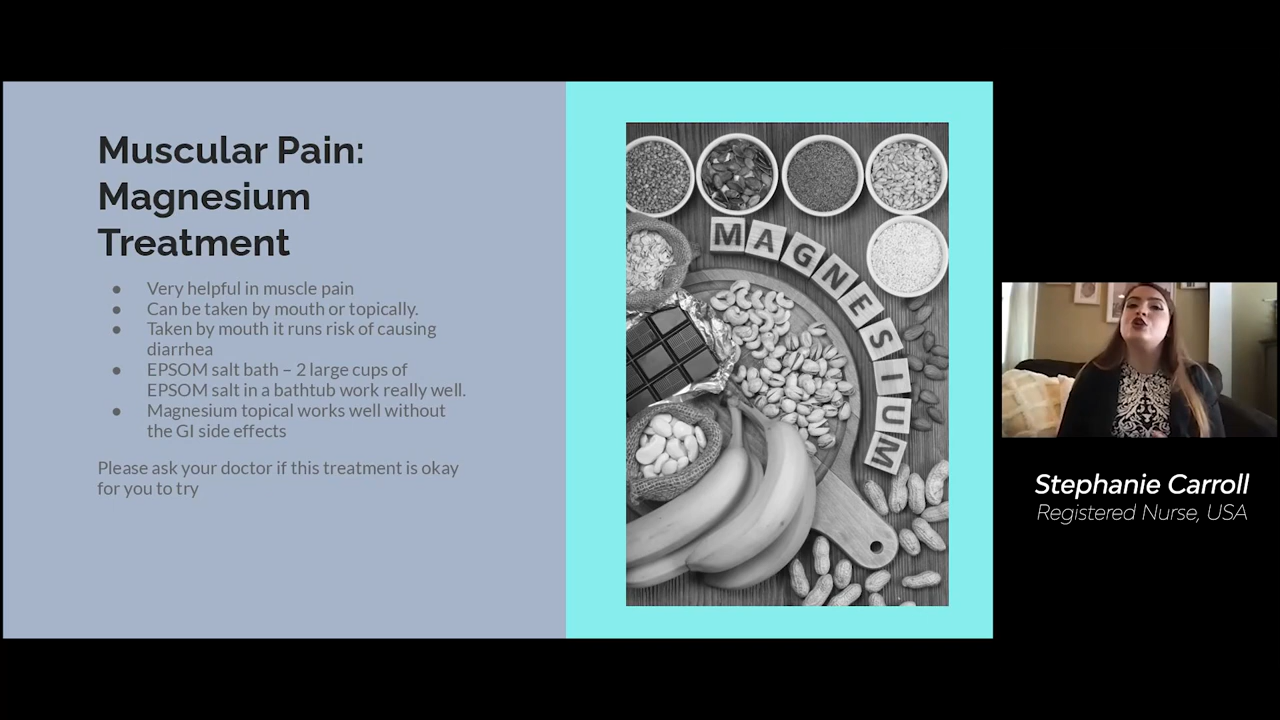 Muscular Pain:
Magnesium
Treatment
● Very helpful in muscle pain
● Can be taken by mouth or topically.
● Taken by mouth it runs risk of causing
diarrhea
● EPSOM salt bath – 2 large cups of
EPSOM salt in a bathtub work really well.
● Magnesium topical works well without
the GI side effects
Please ask your doctor if this treatment is okay
for you to try
MAGNESIUM
Stephanie Carroll
Registered Nurse, USA